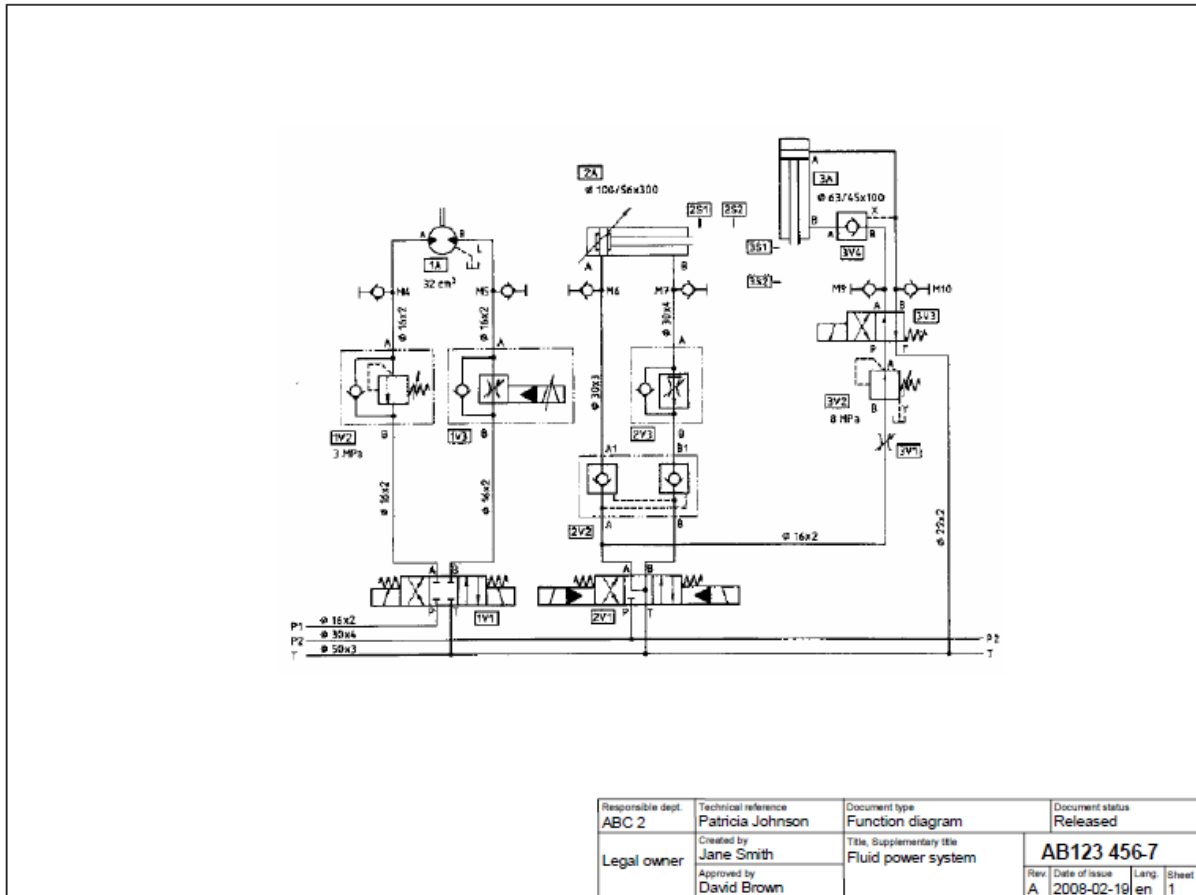 2A
ø 100/56x300
2S1
2S2
A
3A
ø 63/45x100
X
B
A
B
3V4
3S1
3S2
A
B
L
1A
32 cm³
A
B
M4
M5
M6
M7
M9
M10
A
B
3V3
P
T
ø 16x2
ø 16x2
ø 30x3
ø 30x4
A
A
A
A
3V2
8 MPa
B
Y
3V1
B
B
B
1V2
3 MPa
1V3
2V3
A1
B1
ø 16x2
ø 16x2
A
B
2V2
ø 16x2
A
B
A
B
P
T
1V1
P
T
2V1
P1
ø 16x2
P2
ø 30x4
P2
T
ø 50x3
T
Responsible dept.
ABC 2
Technical reference
Patricia Johnson
Document type
Function diagram
Document status
Released
Legal owner
Created by
Jane Smith
Title, Supplementary title
Fluid power system
AB123 456-7
Approved by
David Brown
Rev.
A
Date of issue
2008-02-19
Lang.
en
Sheet
1